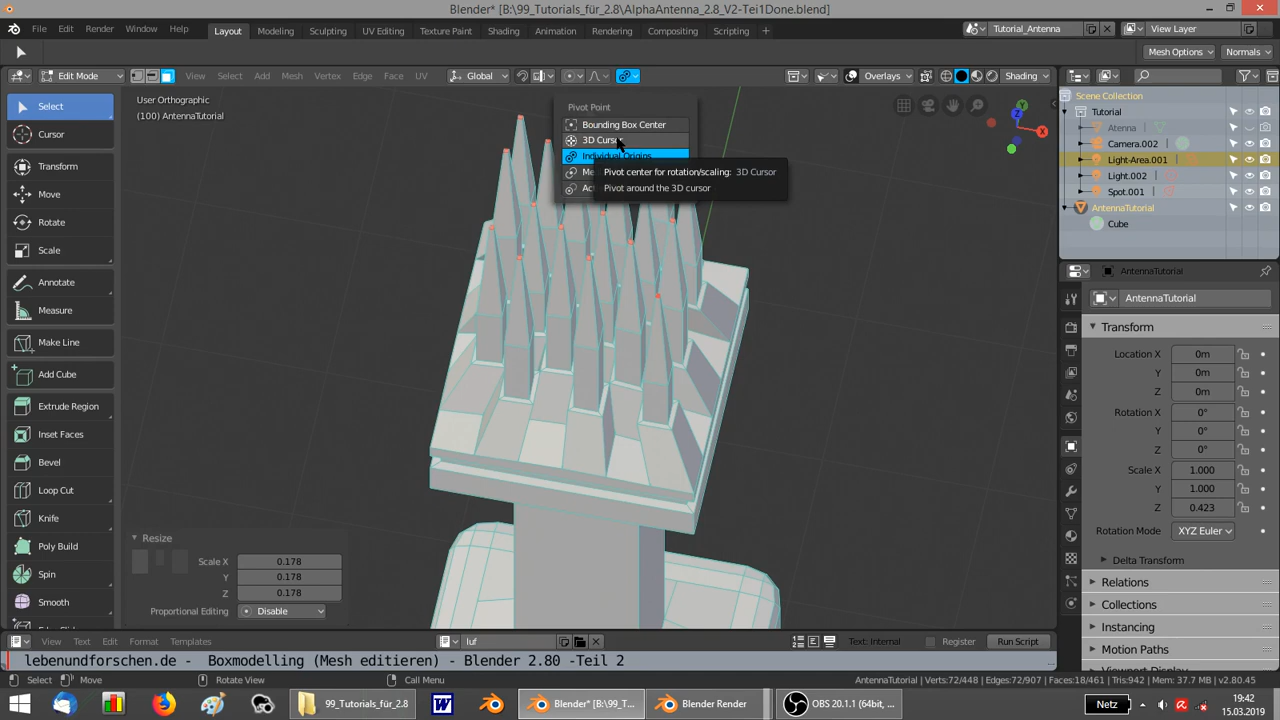 Blender* [B:\99_Tutorials_für_2.8\AlphaAntenna_2.8_V2-Tei1Done.blend]
File Edit Render Window Help
Layout Modeling Sculpting UV Editing Texture Paint Shading Animation Rendering Compositing Scripting +
Tutorial_Antenna
View Layer
Mesh Options
Normals
Edit Mode
View Select Add Mesh Vertex Edge Face UV
Global
Overlays
Shading
Select
Cursor
Transform
Move
Rotate
Scale
Annotate
Measure
Make Line
Add Cube
Extrude Region
Inset Faces
Bevel
Loop Cut
Knife
Poly Build
Spin
Smooth
User Orthographic
(100) AntennaTutorial
Pivot Point
Bounding Box Center
3D Cursor
Individual Origins
Me
Ac
Pivot center for rotation/scaling: 3D Cursor
Pivot around the 3D cursor
Z
Y
X
Resize
Scale X 0.178
Y 0.178
Z 0.178
Proportional Editing Disable
Scene Collection
Tutorial
Atenna
Camera.002
Light-Area.001
Light.002
Spot.001
AntennaTutorial
Cube
AntennaTutorial
AntennaTutorial
Transform
Location X 0m
Y 0m
Z 0m
Rotation X 0°
Y 0°
Z 0°
Scale X 1.000
Y 1.000
Z 0.423
Rotation Mode XYZ Euler
Delta Transform
Relations
Collections
Instancing
Motion Paths
View Text Edit Format Templates
luf
Text: Internal
Register
Run Script
lebenundforschen.de - Boxmodelling (Mesh editieren) - Blender 2.80 -Teil 2
Select Move Rotate View Call Menu
AntennaTutorial | Verts:72/448 | Edges:72/907 | Faces:18/461 | Tris:942 | Mem: 37.7 MB | v2.80.45
99_Tutorials_für_2.8
Blender* [B:\99_T...
Blender Render
OBS 20.1.1 (64bit, ...
Netz
19:42
15.03.2019